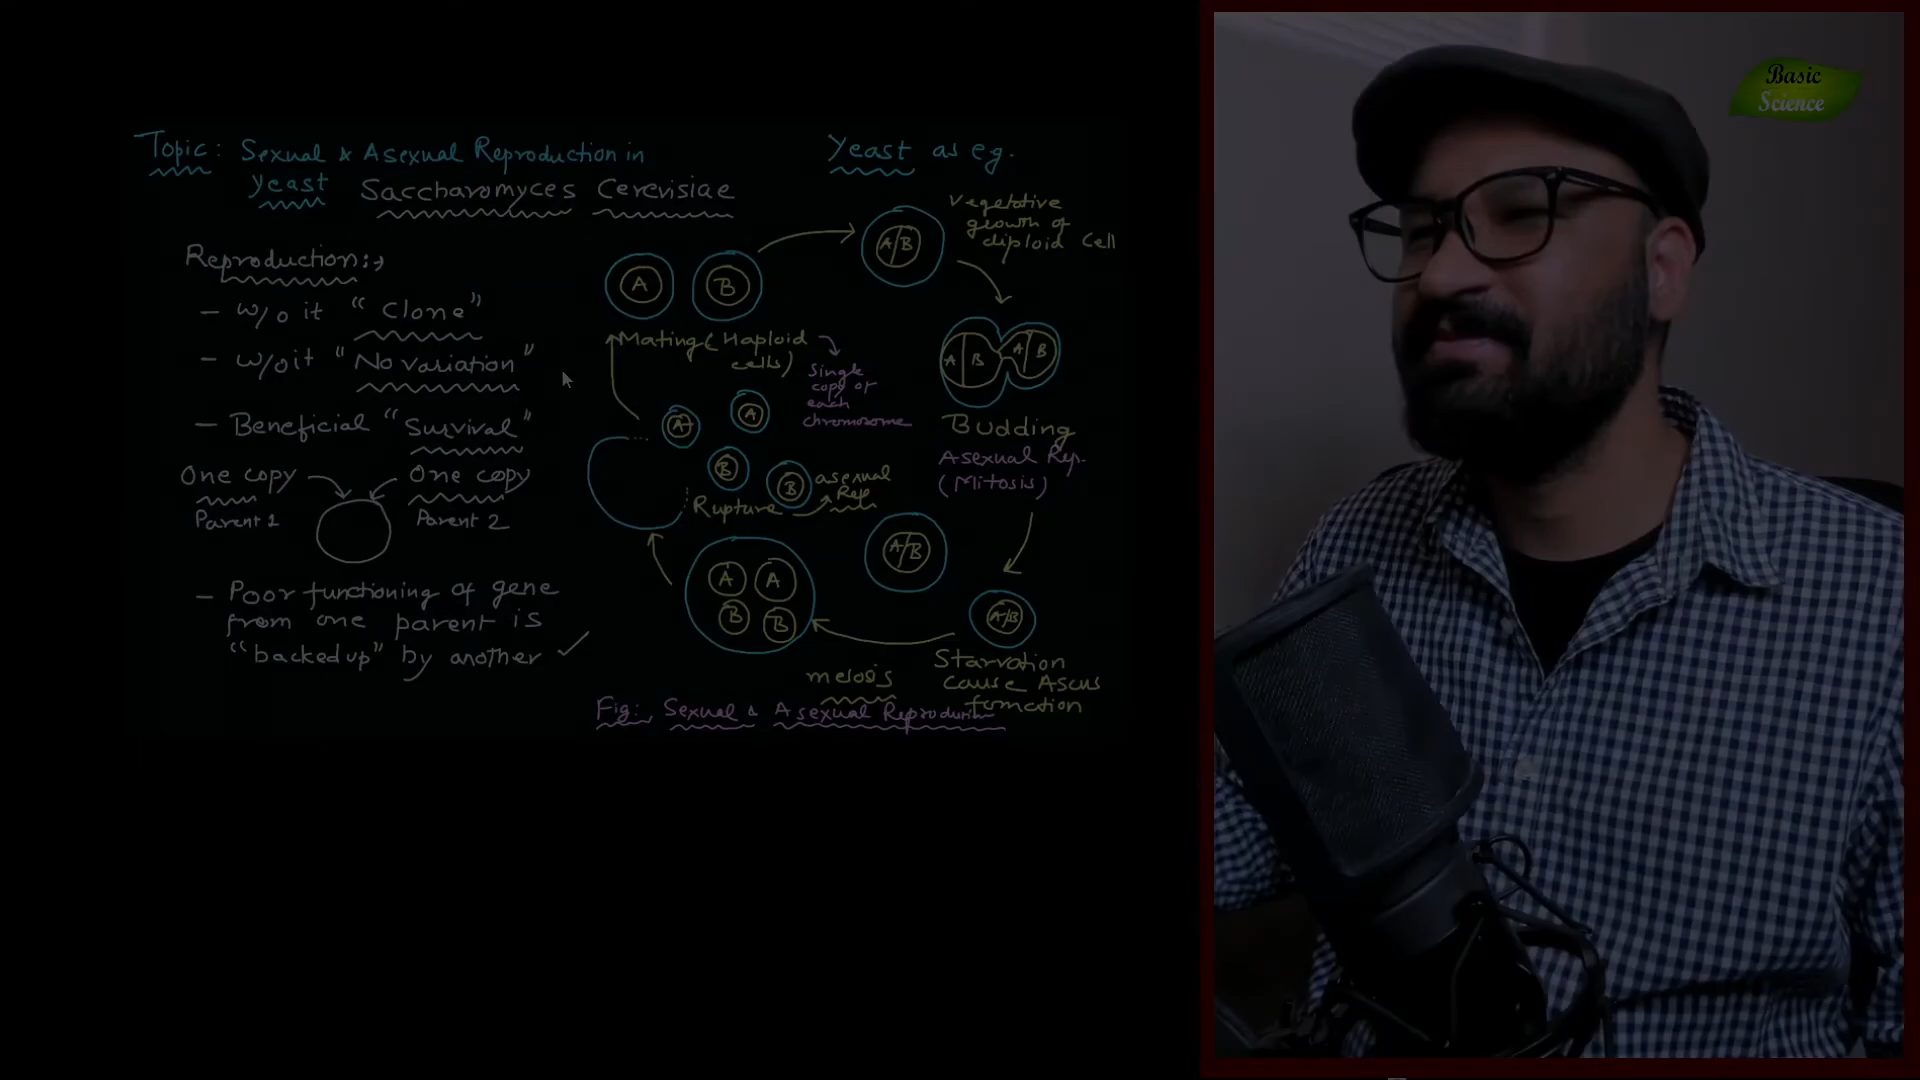 Topic: Sexual & Asexual Reproduction in
Yeast Saccharomyces Cerevisiae
Reproduction:→
- w/o it "Clone"
- w/o it "No variation"
- Beneficial "Survival"
One copy One copy
Parent 1 Parent 2
- Poor functioning of gene
from one parent is
"backed up" by another ✓
Yeast as eg.
A B
A/B
Vegetative
growth of
diploid Cell
Mating (Haploid
cells)
Single
copy of
each
chromosome
A B A B
Budding
Asexual Rep.
(Mitosis)
A A
B B
Rupture
asexual
Rep
A/B
A/B
A A
B B
Starvation
Cause Ascus
formation
meiosis
Fig: Sexual & Asexual Reproduction
Basic
Science